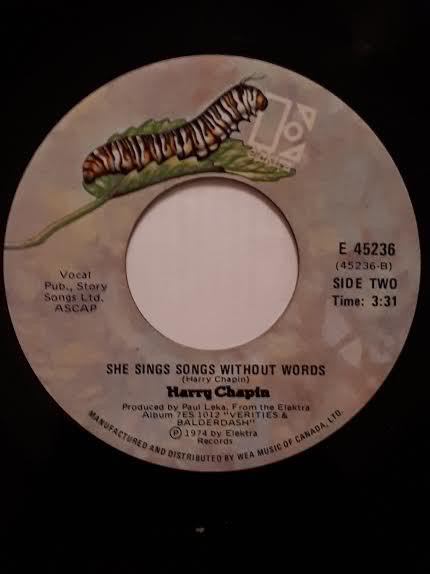 E 45236
(45236-B)
SIDE TWO
Time: 3:31
Vocal
Pub., Story
Songs Ltd.
ASCAP
SHE SINGS SONGS WITHOUT WORDS
(Harry Chapin)
Harry Chapin
Produced by Paul Leka, From the Elektra
Album 7ES 1012 "VERITIES &
BALDERDASH"
Ⓟ 1974 by Elektra
Records
MANUFACTURED AND DISTRIBUTED BY WEA MUSIC OF CANADA, LTD.